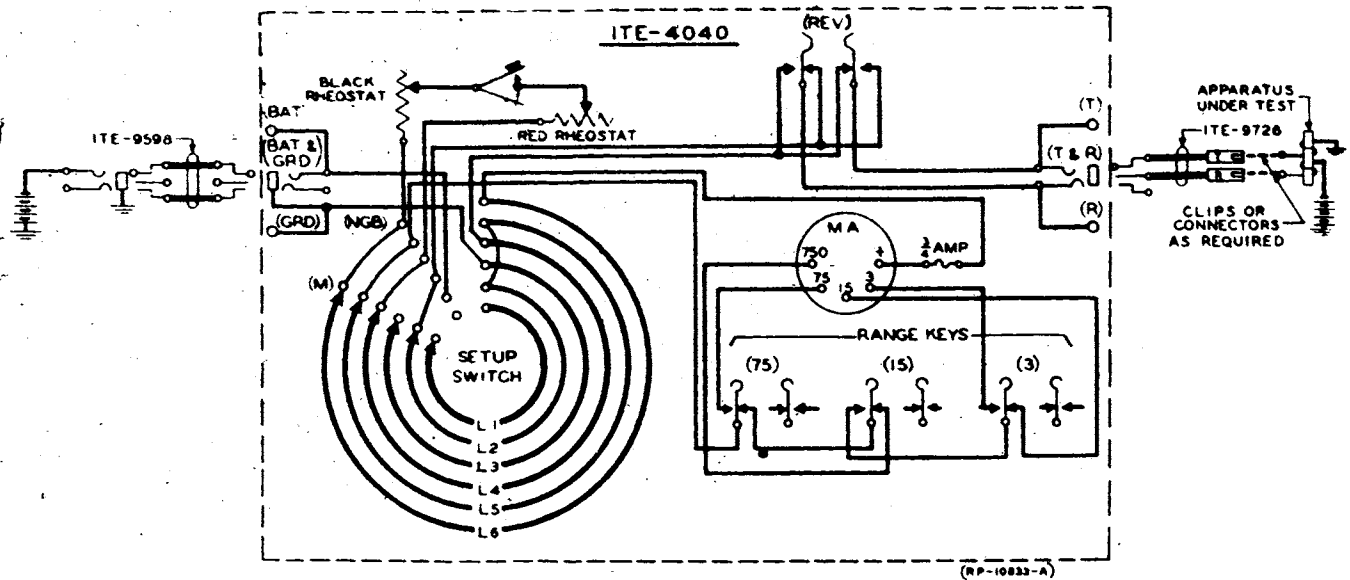 ITE-4040
(REV)
BLACK
RHEOSTAT
RED RHEOSTAT
(BAT
(BAT &
GRD)
(GRD)
(NGB)
ITE-9598
(M)
SETUP
SWITCH
L1
L2
L3
L4
L5
L6
MA
750
+
75
15
3
3/4 AMP
RANGE KEYS
(75)
(15)
(3)
(T)
(T & R)
(R)
APPARATUS
UNDER TEST
ITE-9728
CLIPS OR
CONNECTORS
AS REQUIRED
(RP-10833-A)